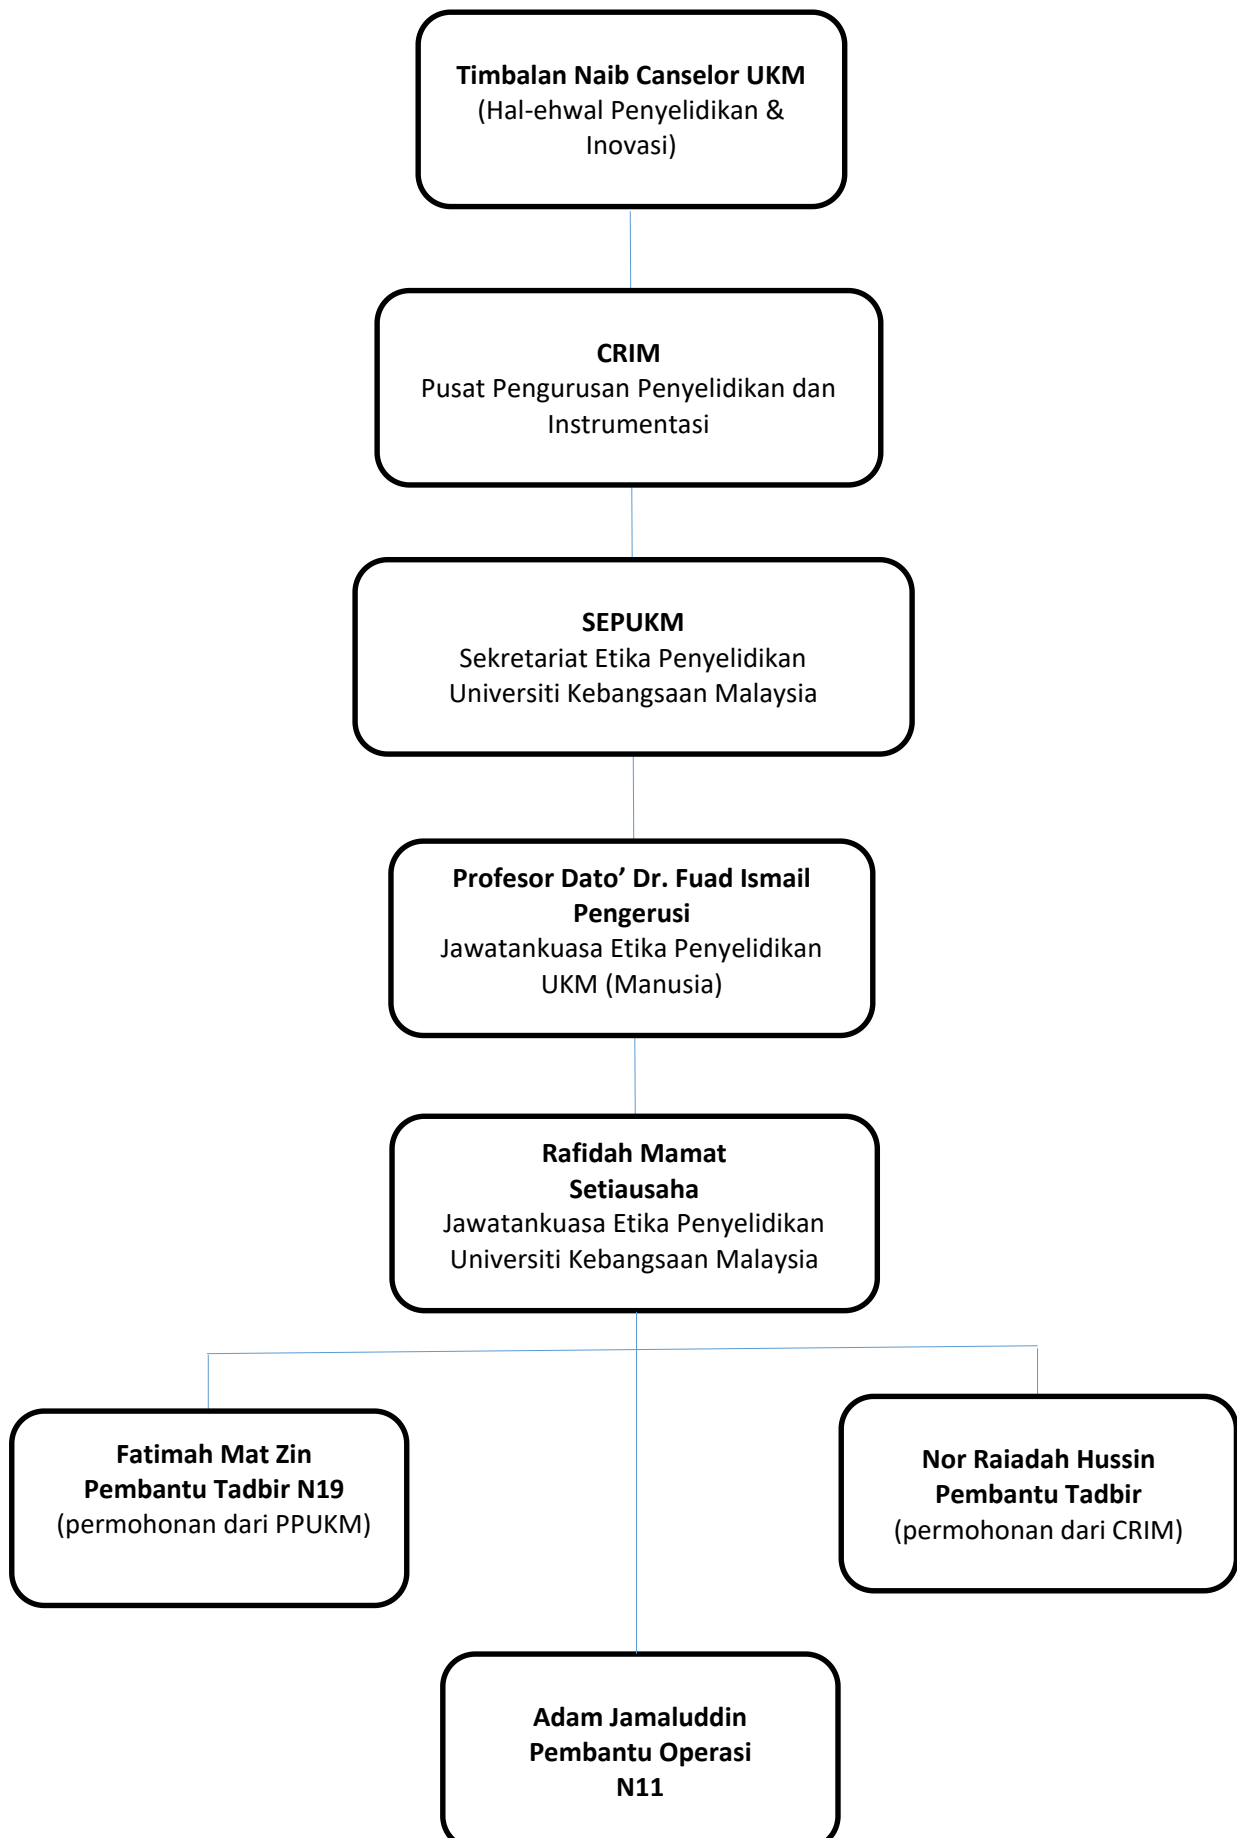 Timbalan Naib Canselor UKM
(Hal-ehwal Penyelidikan &
Inovasi)
CRIM
Pusat Pengurusan Penyelidikan dan
Instrumentasi
SEPUKM
Sekretariat Etika Penyelidikan
Universiti Kebangsaan Malaysia
Profesor Dato’ Dr. Fuad Ismail
Pengerusi
Jawatankuasa Etika Penyelidikan
UKM (Manusia)
Rafidah Mamat
Setiausaha
Jawatankuasa Etika Penyelidikan
Universiti Kebangsaan Malaysia
Fatimah Mat Zin
Pembantu Tadbir N19
(permohonan dari PPUKM)
Nor Raiadah Hussin
Pembantu Tadbir
(permohonan dari CRIM)
Adam Jamaluddin
Pembantu Operasi
N11